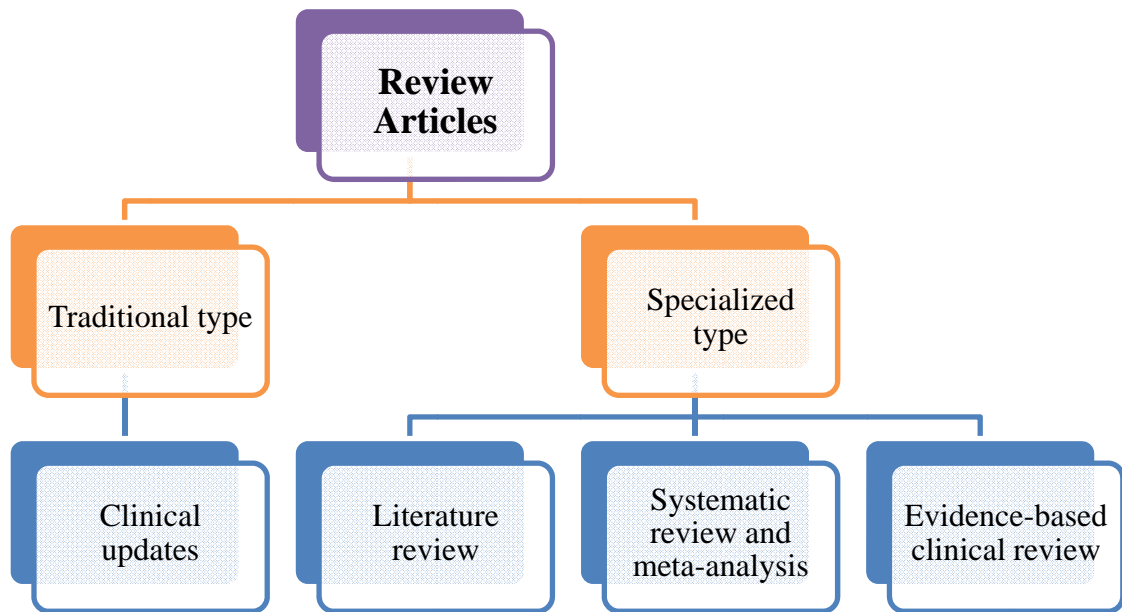 Review
Articles
Traditional type
Specialized
type
Clinical
updates
Literature
review
Systematic
review and
meta-analysis
Evidence-based
clinical review